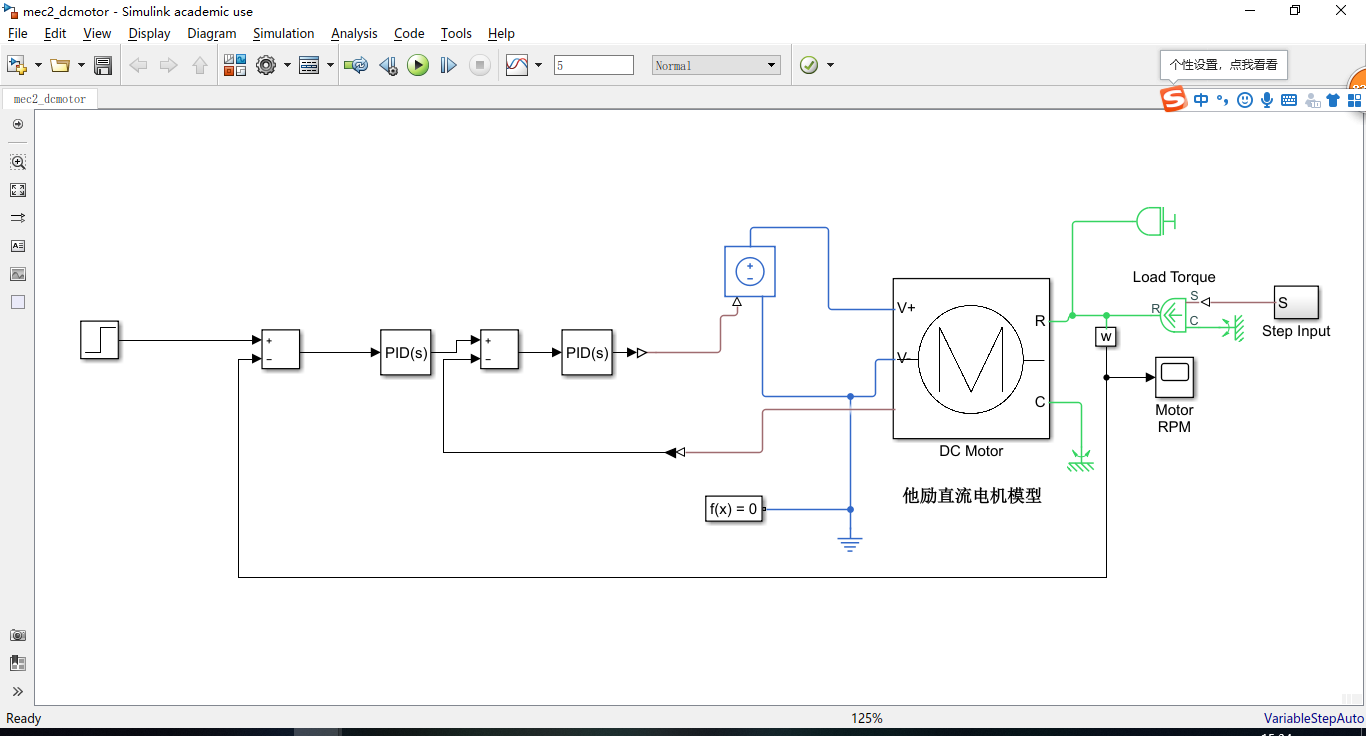 mec2_dcmotor - Simulink academic use
File Edit View Display Diagram Simulation Analysis Code Tools Help
5
Normal
个性设置，点我看看
mec2_dcmotor
S 中
Load Torque
S
R
C
S
Step Input
V+
R
w
PID(s)
PID(s)
V-
M
C
Motor
RPM
DC Motor
他励直流电机模型
f(x) = 0
Ready
125%
VariableStepAuto